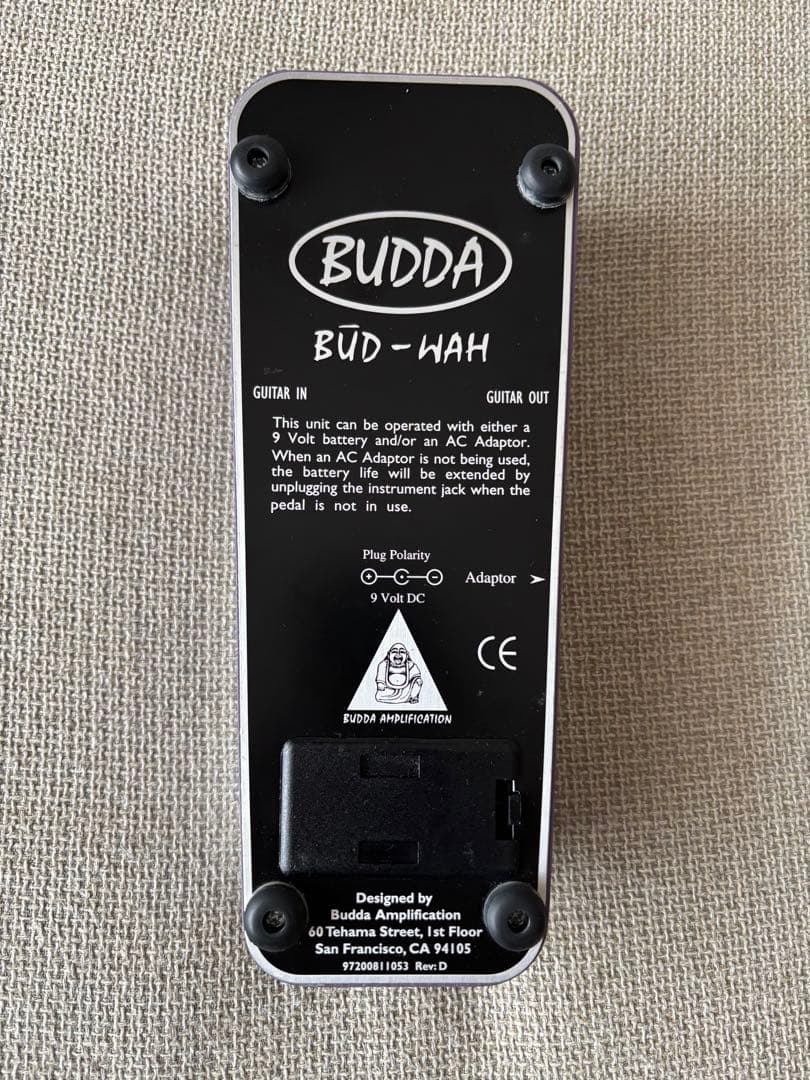 BUDDA
BŪD-WAH
GUITAR IN GUITAR OUT
This unit can be operated with either a
9 Volt battery and/or an AC Adaptor.
When an AC Adaptor is not being used,
the battery life will be extended by
unplugging the instrument jack when the
pedal is not in use.
Plug Polarity
+ - Adaptor
9 Volt DC
CE
BUDDA AMPLIFICATION
Designed by
Budda Amplification
60 Tehama Street, 1st Floor
San Francisco, CA 94105
97200811053 Rev: D